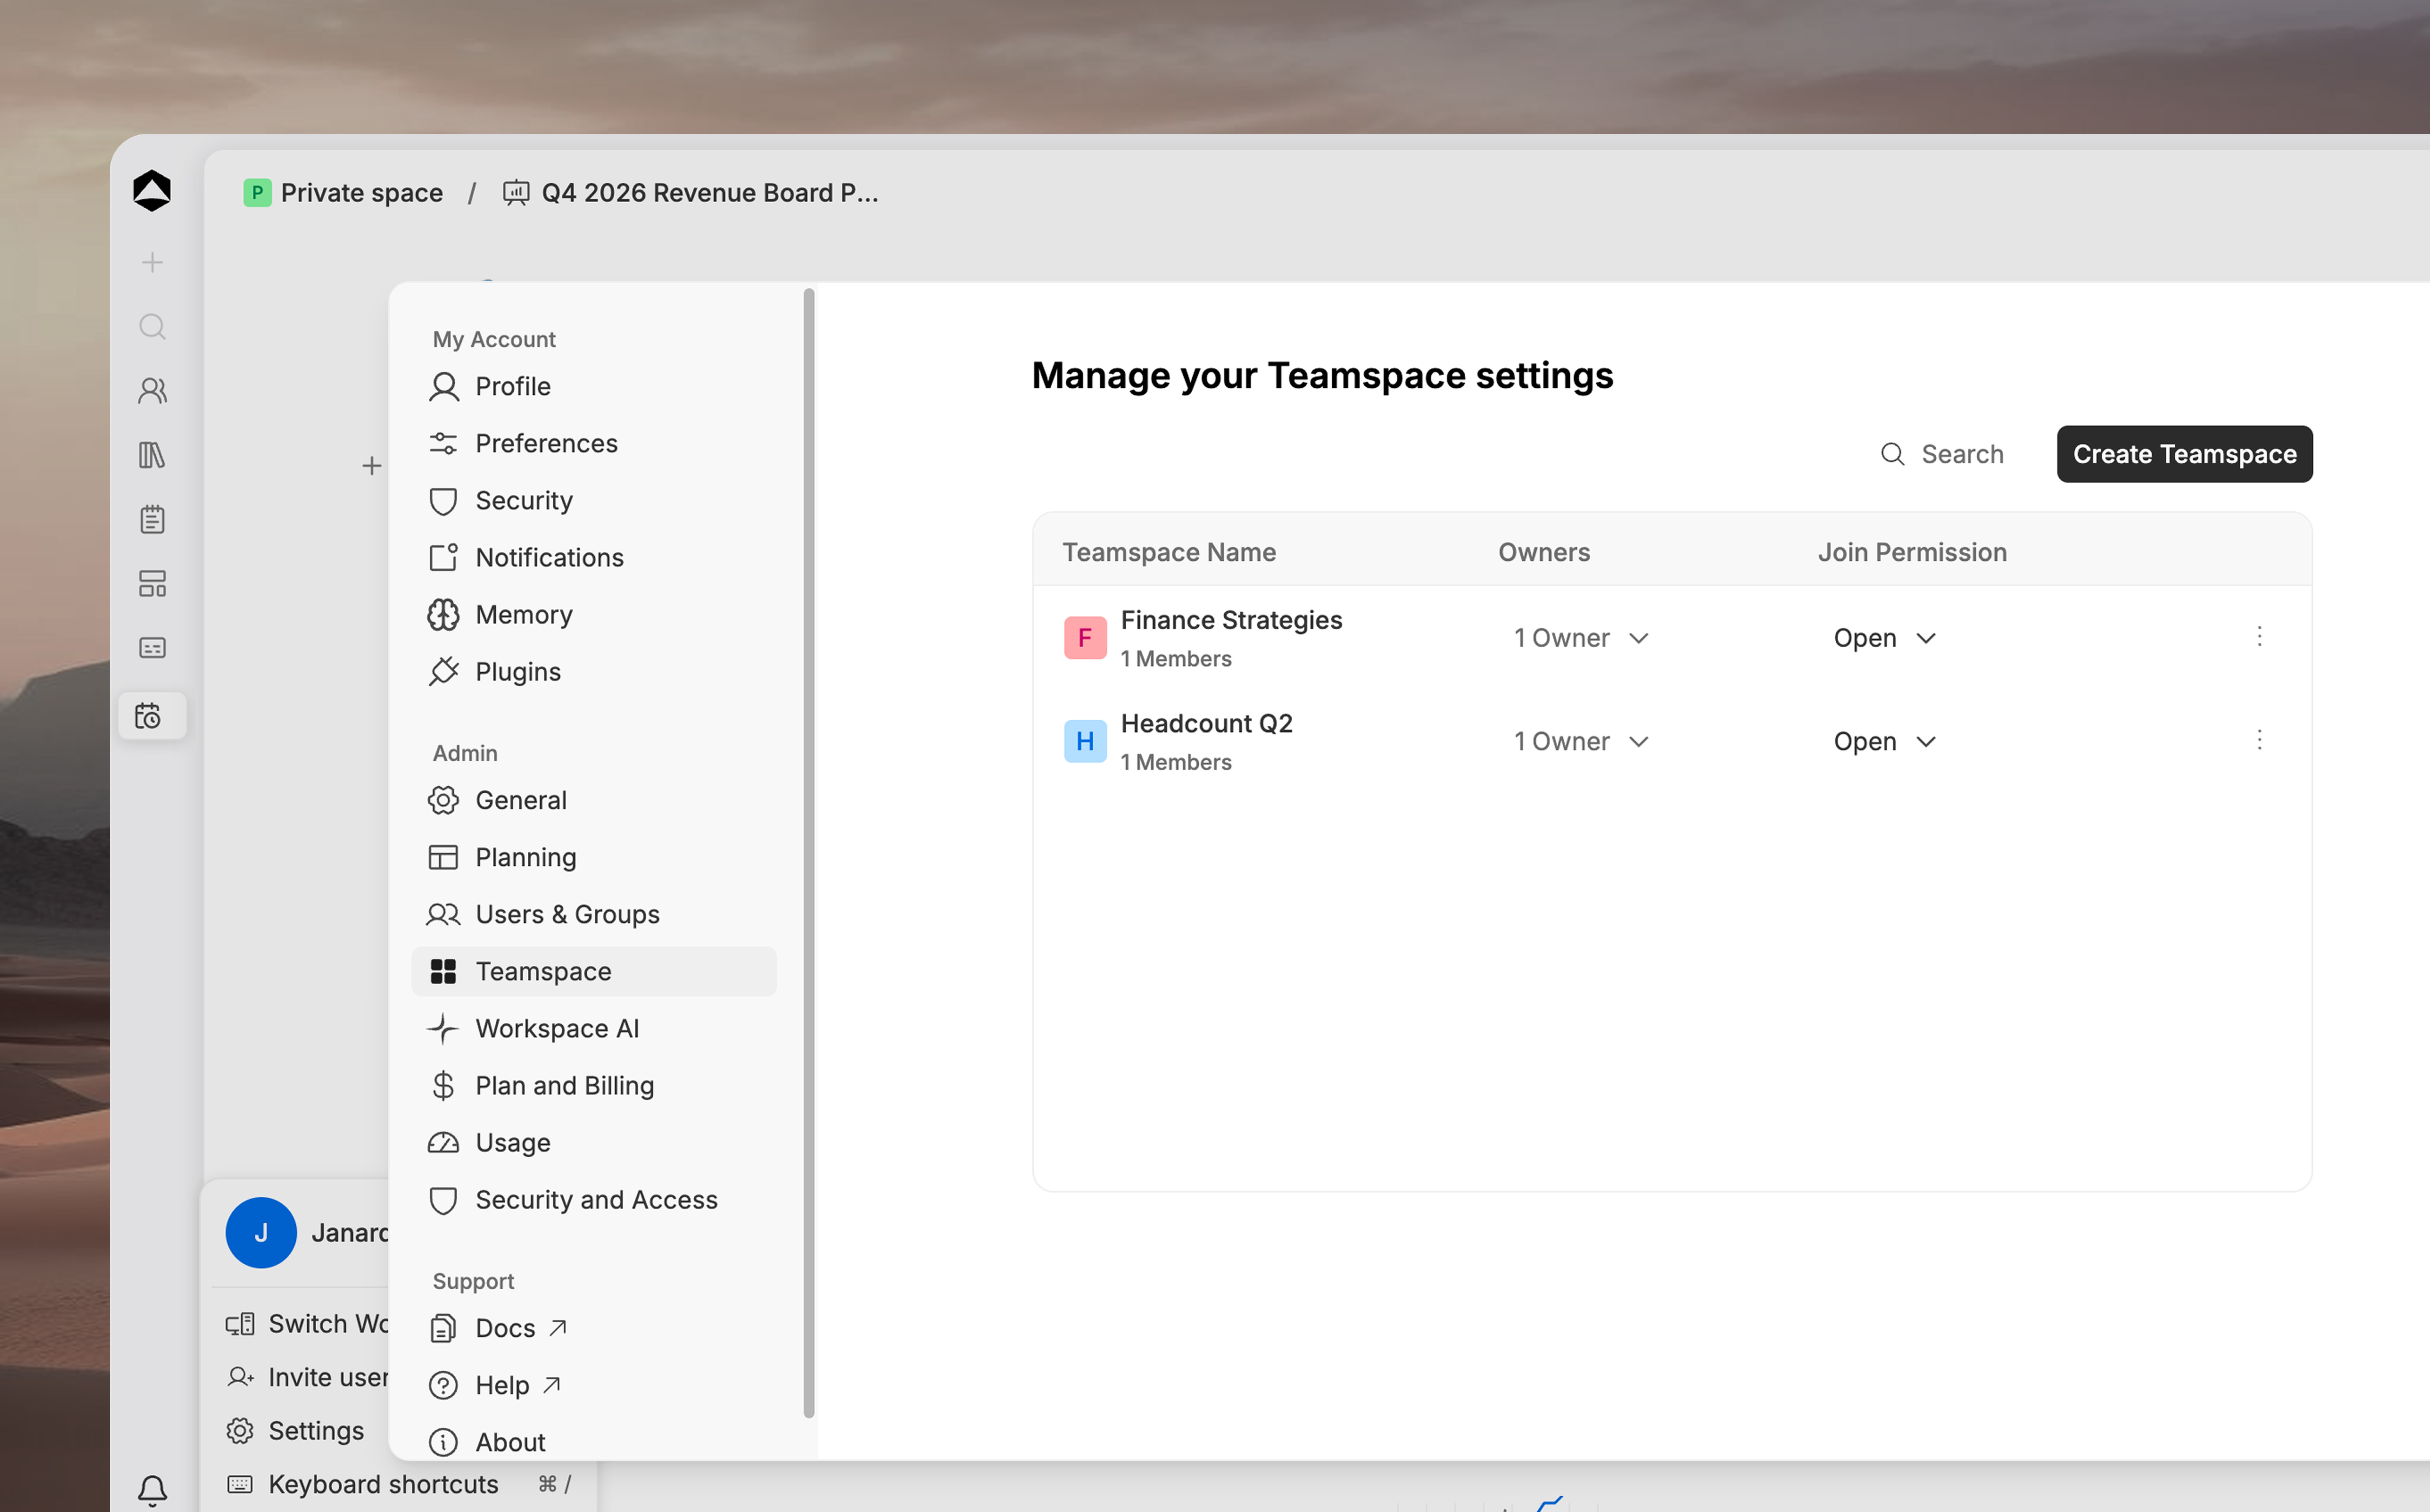 P Private space / Q4 2026 Revenue Board P...
My Account
Profile
Preferences
Security
Notifications
Memory
Plugins
Admin
General
Planning
Users & Groups
Teamspace
Workspace AI
Plan and Billing
Usage
Security and Access
Support
Docs
Help
About
Manage your Teamspace settings
Search
Create Teamspace
Teamspace Name Owners Join Permission
F Finance Strategies 1 Owner Open
1 Members
H Headcount Q2 1 Owner Open
1 Members
J
Switch
Invite
Settings
Keyboard shortcuts ⌘ /